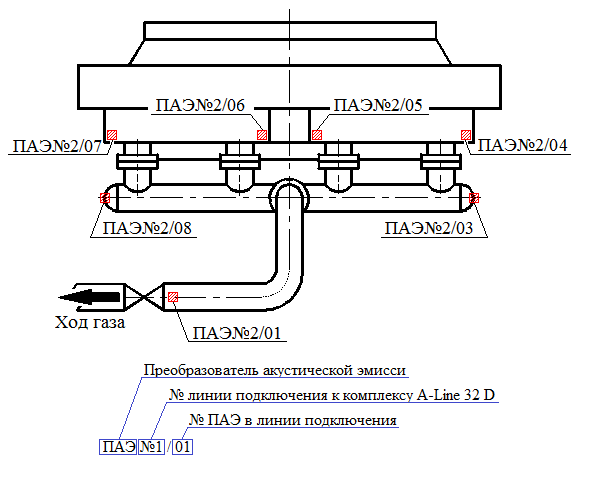 ПАЭ№2/06
ПАЭ№2/05
ПАЭ№2/07
ПАЭ№2/04
ПАЭ№2/08
ПАЭ№2/03
Ход газа
ПАЭ№2/01
Преобразователь акустической эмисси
№ линии подключения к комплексу A-Line 32 D
№ ПАЭ в линии подключения
ПАЭ №1 / 01